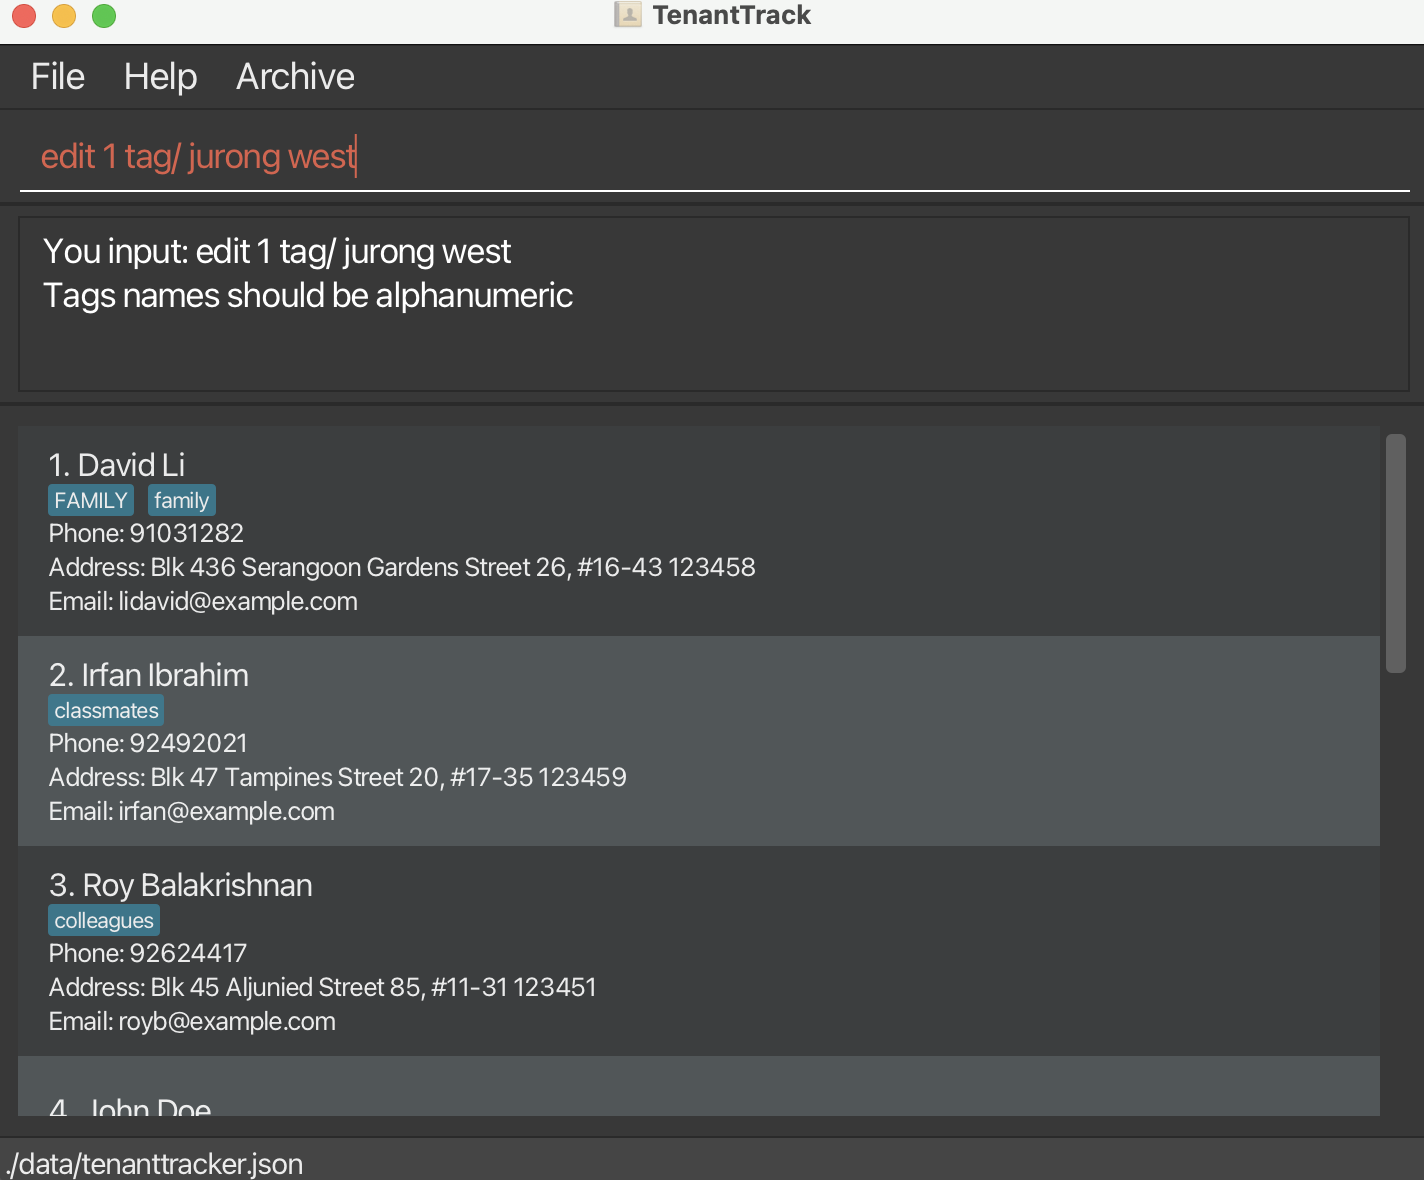 TenantTrack
File Help Archive
edit 1 tag/ jurong west
You input: edit 1 tag/ jurong west
Tags names should be alphanumeric
1. David Li
FAMILY family
Phone: 91031282
Address: Blk 436 Serangoon Gardens Street 26, #16-43 123458
Email: lidavid@example.com
2. Irfan Ibrahim
classmates
Phone: 92492021
Address: Blk 47 Tampines Street 20, #17-35 123459
Email: irfan@example.com
3. Roy Balakrishnan
colleagues
Phone: 92624417
Address: Blk 45 Aljunied Street 85, #11-31 123451
Email: royb@example.com
4. John Doe
./data/tenanttracker.json